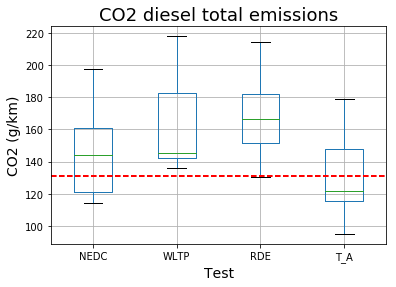 CO2 diesel total emissions
220
200
180
160
140
120
100
CO2 (g/km)
NEDC WLTP RDE T_A
Test